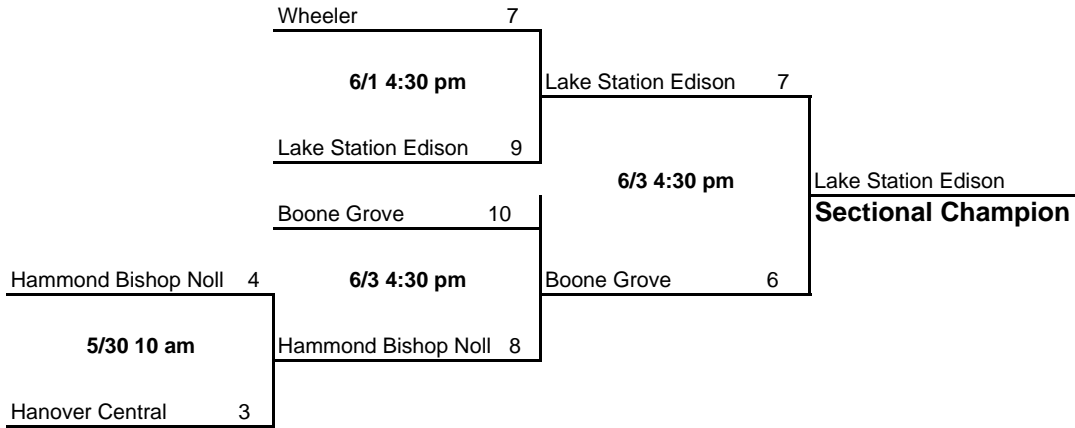 Wheeler 7
6/1 4:30 pm
Lake Station Edison 7
Lake Station Edison 9
6/3 4:30 pm
Lake Station Edison
Sectional Champion
Boone Grove 10
Hammond Bishop Noll 4
6/3 4:30 pm
Boone Grove 6
5/30 10 am
Hammond Bishop Noll 8
Hanover Central 3